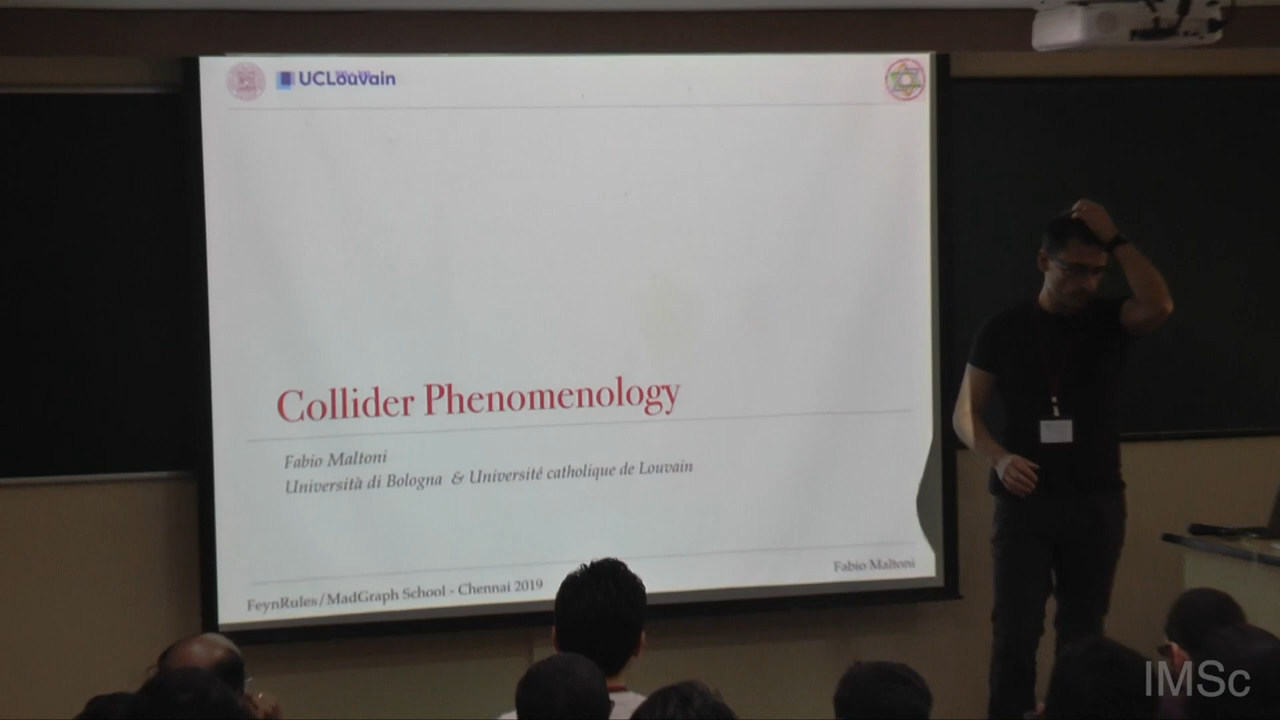 UCLouvain
Collider Phenomenology
Fabio Maltoni
Università di Bologna & Université catholique de Louvain
FeynRules/MadGraph School - Chennai 2019
Fabio Maltoni
IMSc